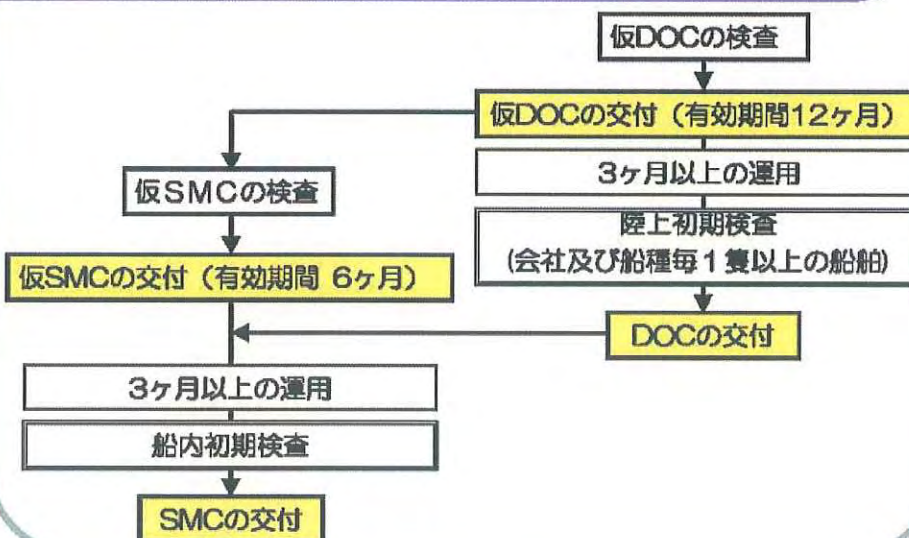 仮DOCの検査
仮DOCの交付（有効期間12ヶ月）
3ヶ月以上の運用
陸上初期検査
(会社及び船種毎1隻以上の船舶)
DOCの交付
仮SMCの検査
仮SMCの交付（有効期間 6ヶ月）
3ヶ月以上の運用
船内初期検査
SMCの交付